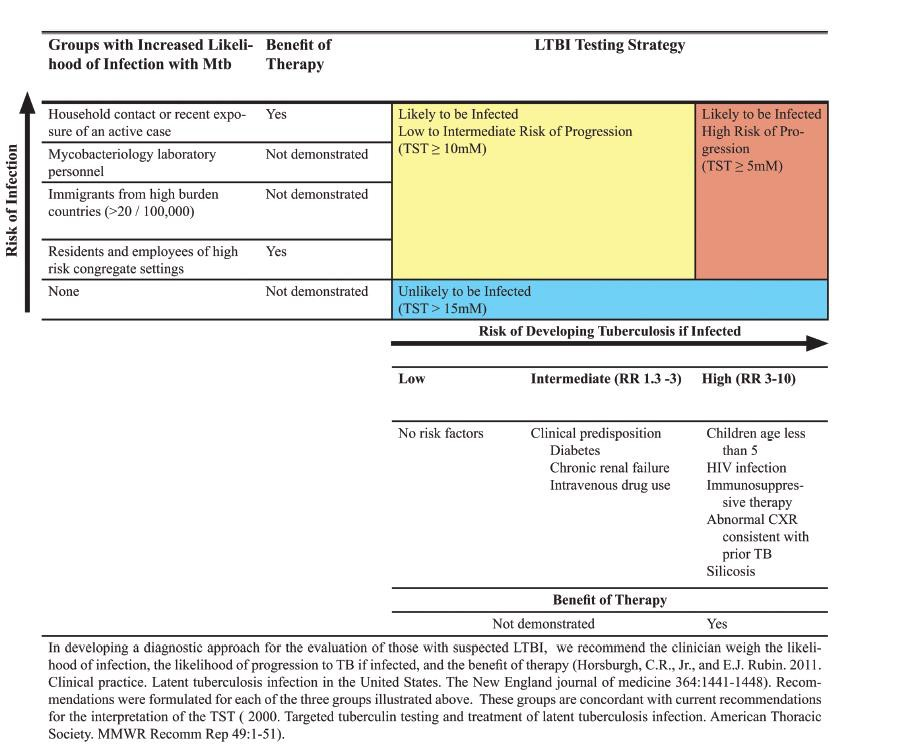 Groups with Increased Likeli-
hood of Infection with Mtb
Benefit of
Therapy
LTBI Testing Strategy
Risk of Infection
Household contact or recent expo-
sure of an active case
Yes
Mycobacteriology laboratory
personnel
Not demonstrated
Immigrants from high burden
countries (>20 / 100,000)
Not demonstrated
Residents and employees of high
risk congregate settings
Yes
None
Not demonstrated
Likely to be Infected
Low to Intermediate Risk of Progression
(TST ≥ 10mM)
Likely to be Infected
High Risk of Pro-
gression
(TST ≥ 5mM)
Unlikely to be Infected
(TST > 15mM)
Risk of Developing Tuberculosis if Infected
Low
Intermediate (RR 1.3 -3)
High (RR 3-10)
No risk factors
Clinical predisposition
Diabetes
Chronic renal failure
Intravenous drug use
Children age less
than 5
HIV infection
Immunosuppres-
sive therapy
Abnormal CXR
consistent with
prior TB
Silicosis
Benefit of Therapy
Not demonstrated
Yes
In developing a diagnostic approach for the evaluation of those with suspected LTBI,  we recommend the clinician weigh the likeli-
hood of infection, the likelihood of progression to TB if infected, and the benefit of therapy (Horsburgh, C.R., Jr., and E.J. Rubin. 2011.
Clinical practice. Latent tuberculosis infection in the United States. The New England journal of medicine 364:1441-1448). Recom-
mendations were formulated for each of the three groups illustrated above.  These groups are concordant with current recommendations
for the interpretation of the TST ( 2000. Targeted tuberculin testing and treatment of latent tuberculosis infection. American Thoracic
Society. MMWR Recomm Rep 49:1-51).